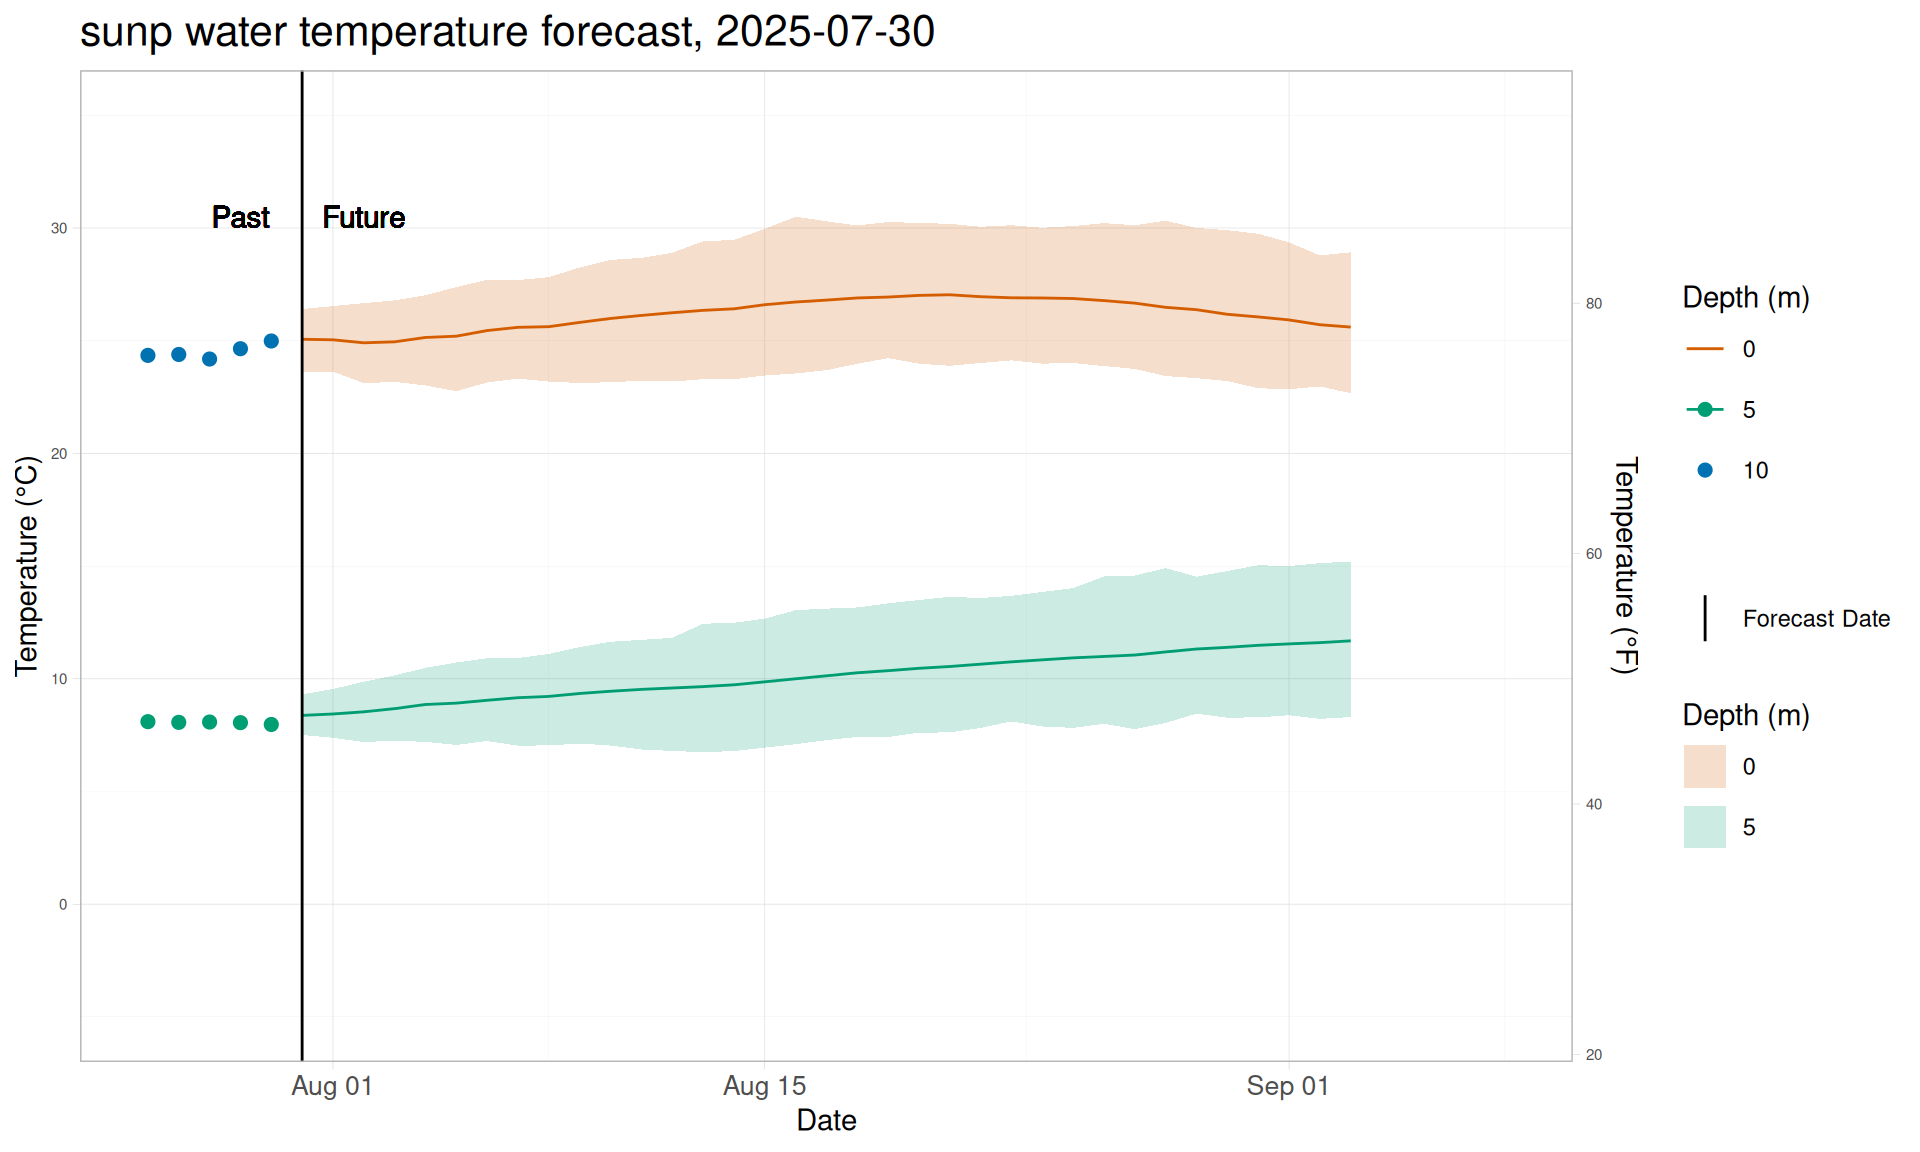 sunp water temperature forecast, 2025-07-30
Past
Future
30
20
10
0
Temperature (°C)
80
60
40
20
Temperature (°F)
Aug 01
Aug 15
Sep 01
Date
Depth (m)
0
5
10
Forecast Date
Depth (m)
0
5